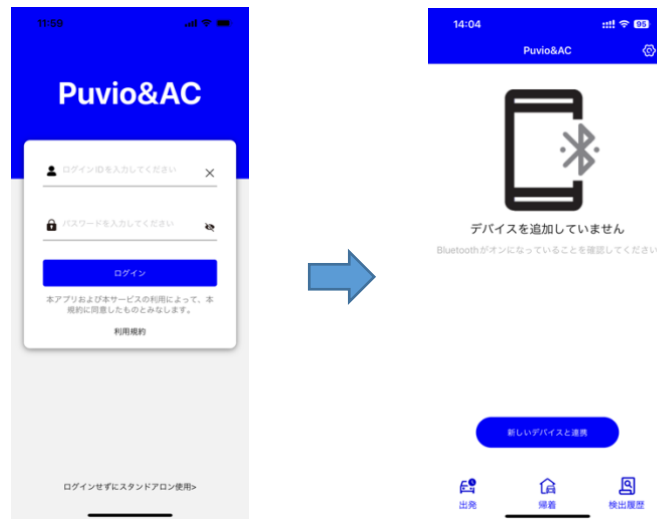 11:50
Puvio&AC
ログインIDを入力してください
パスワードを入力してください
ログイン
本アプリおよび本サービスの利用によって、本
規約に同意したものとみなします。
利用規約
ログインせずにスタンドアロン使用>
14:04
95
Puvio&AC
デバイスを追加していません
Bluetoothがオンになっていることを確認してください
新しいデバイスと連携
出発
帰着
検出履歴